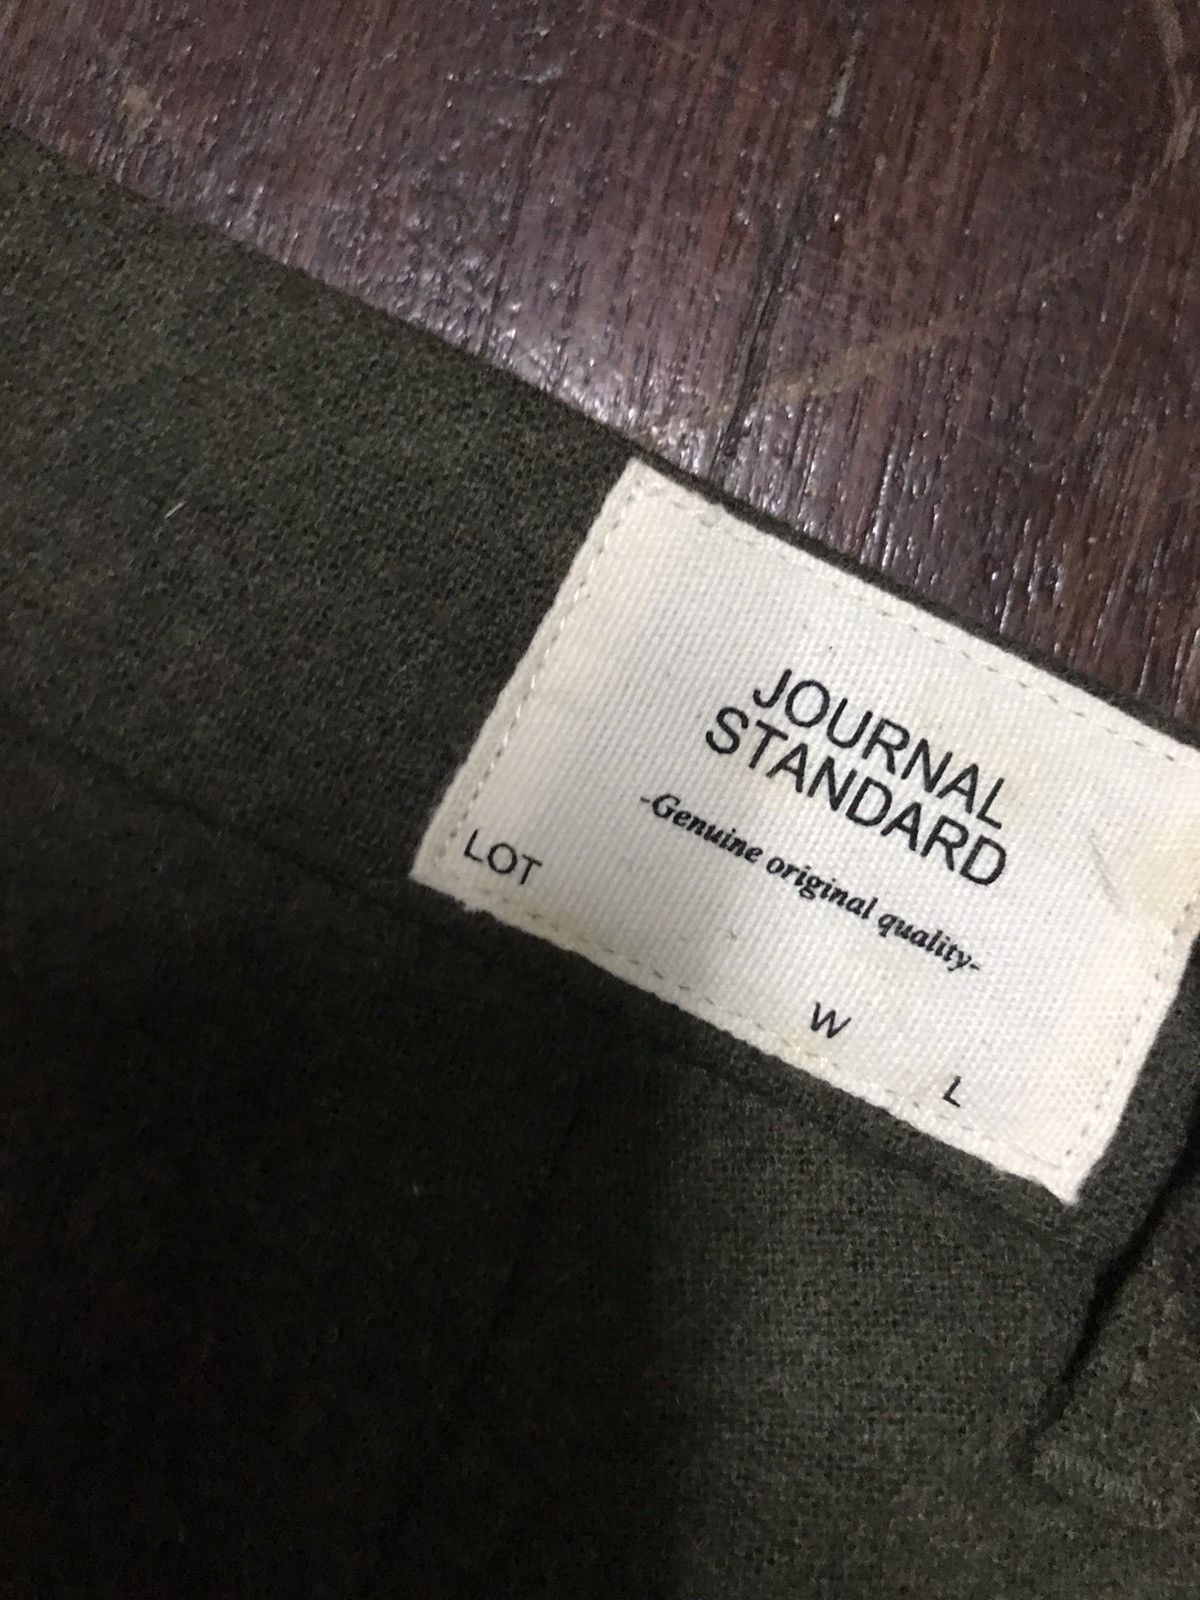 JOURNAL
STANDARD
-Genuine original quality-
LOT
W
L